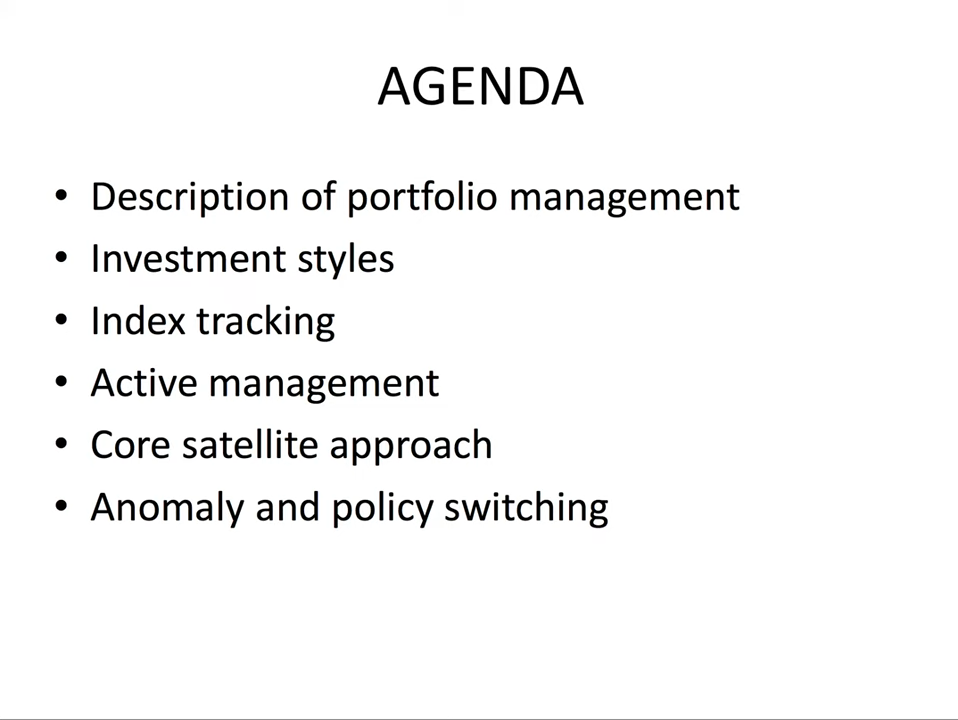 AGENDA
• Description of portfolio management
• Investment styles
• Index tracking
• Active management
• Core satellite approach
• Anomaly and policy switching